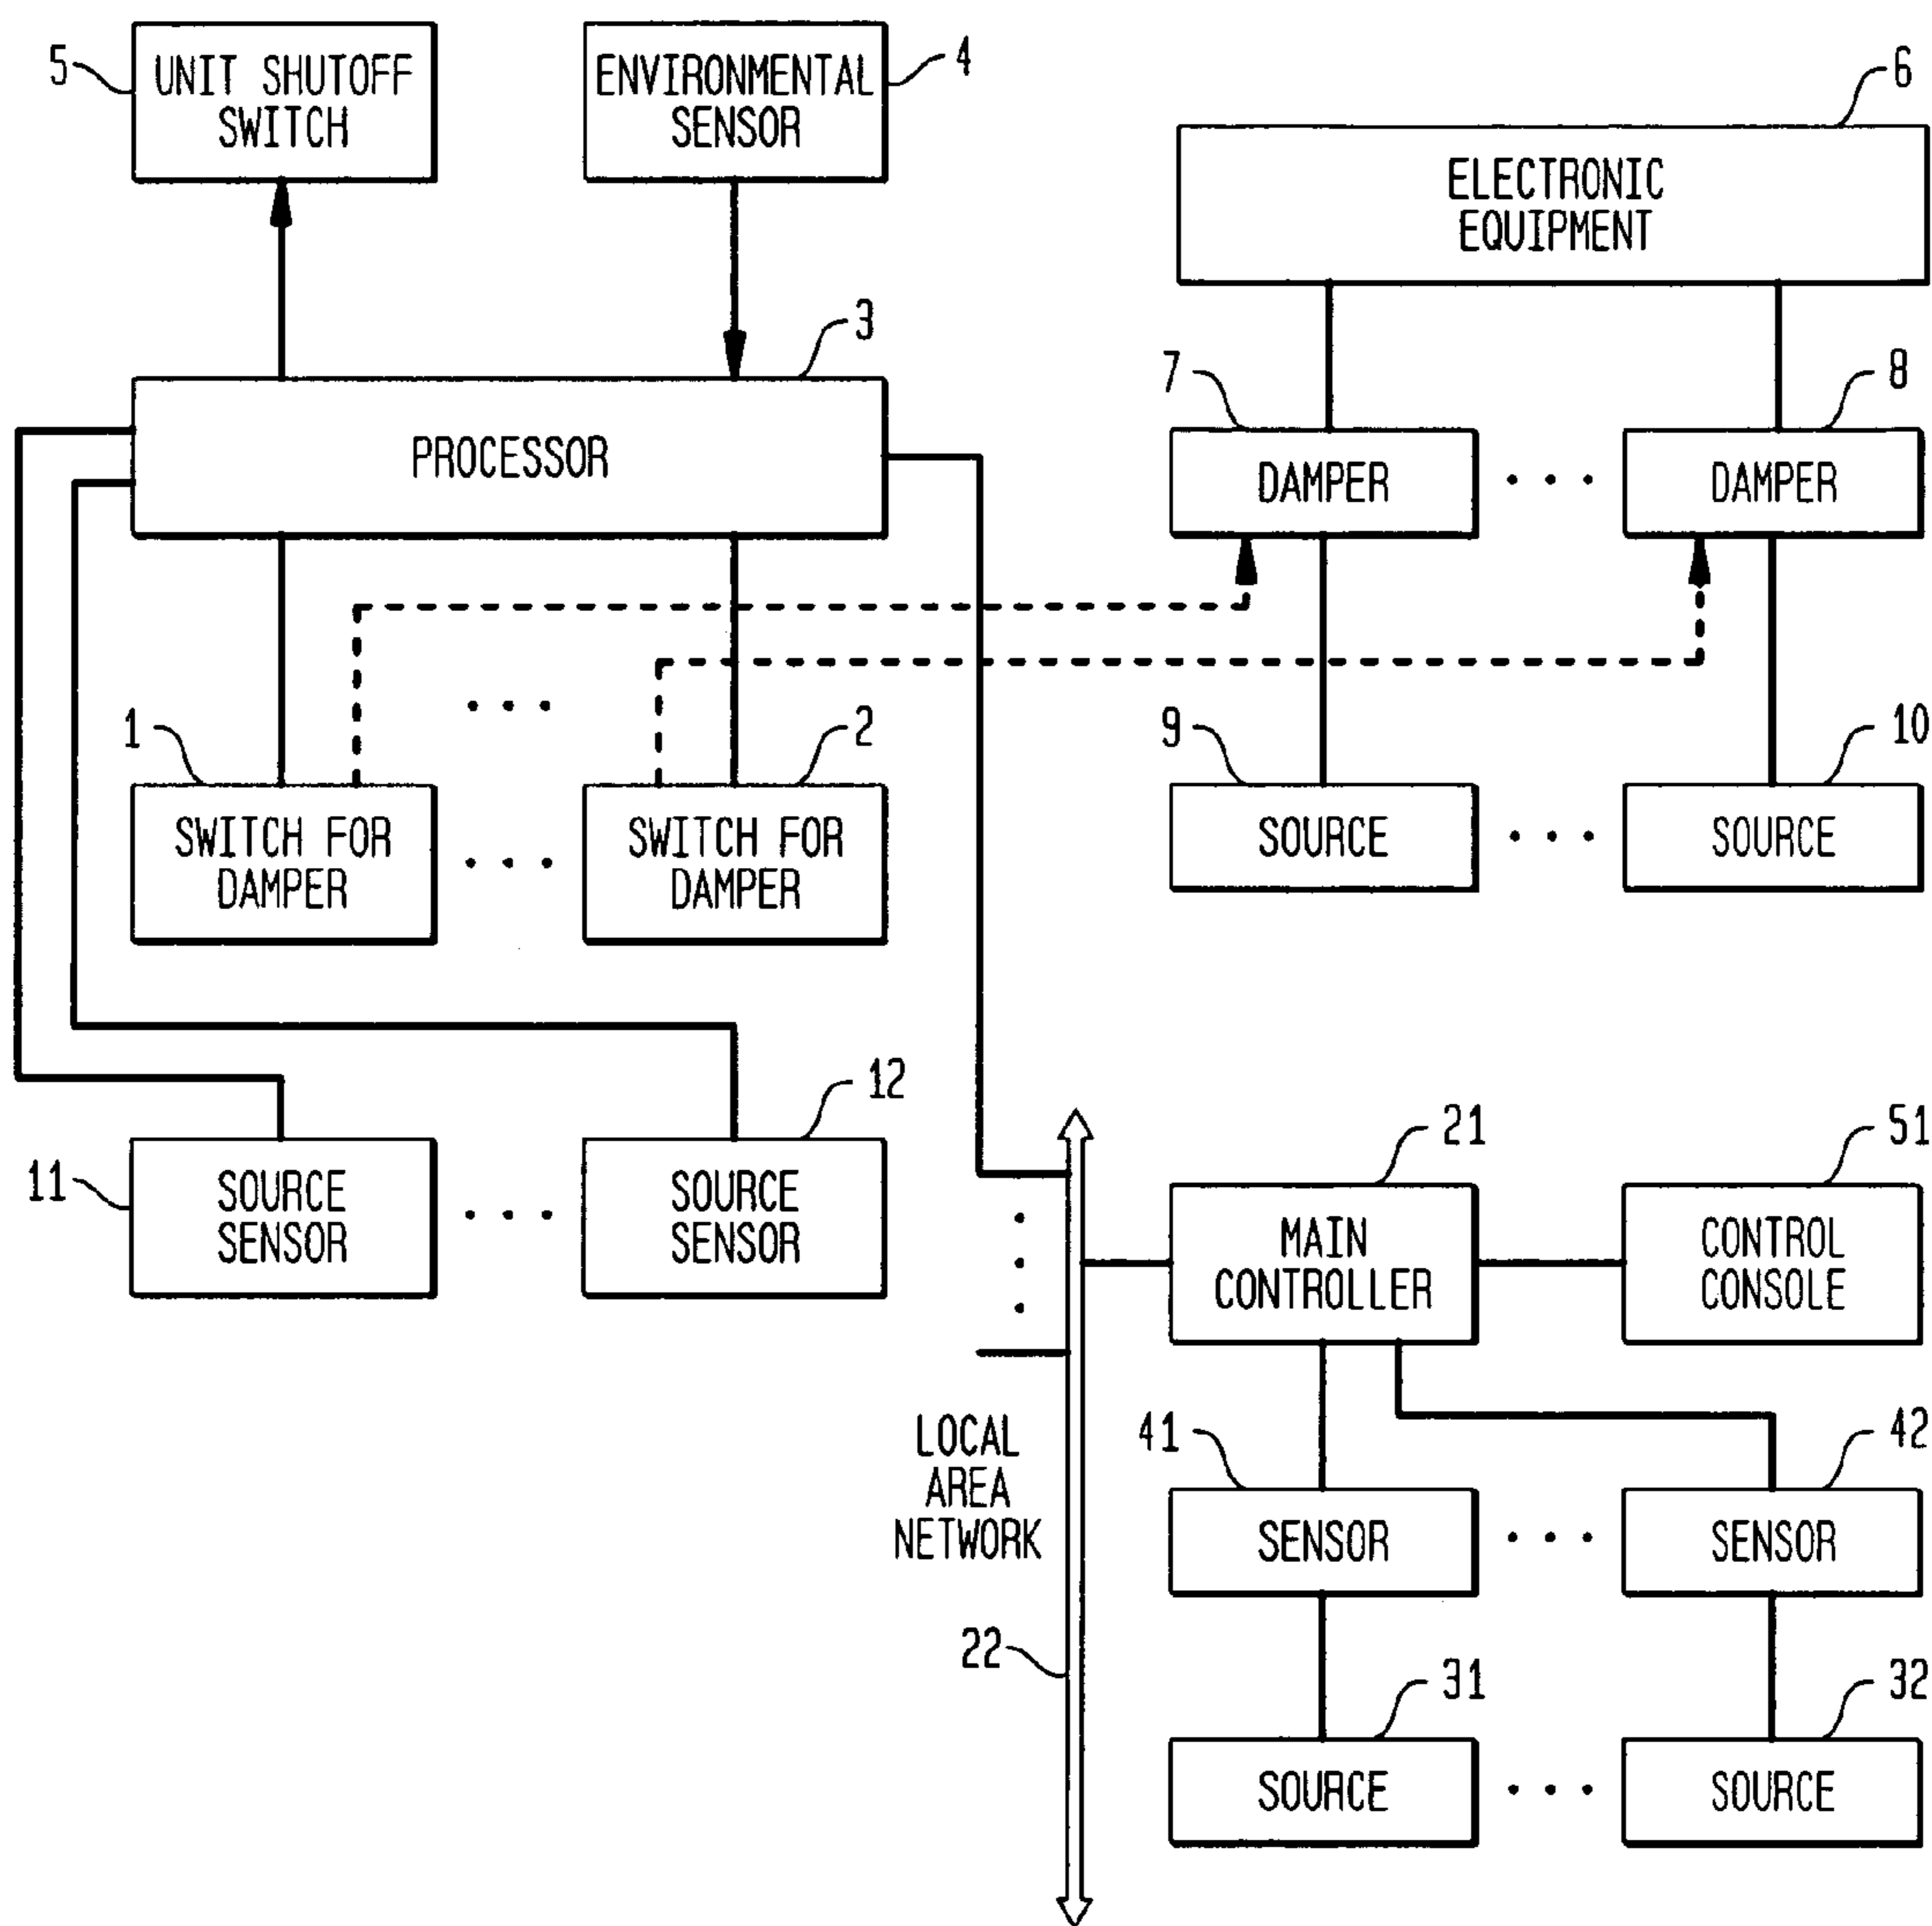 5
UNIT SHUTOFF
SWITCH
ENVIRONMENTAL
SENSOR
4
6
ELECTRONIC
EQUIPMENT
3
PROCESSOR
7
DAMPER
8
DAMPER
1
SWITCH FOR
DAMPER
2
SWITCH FOR
DAMPER
9
SOURCE
10
SOURCE
11
SOURCE
SENSOR
12
SOURCE
SENSOR
21
MAIN
CONTROLLER
51
CONTROL
CONSOLE
LOCAL
AREA
NETWORK
22
41
SENSOR
42
SENSOR
31
SOURCE
32
SOURCE